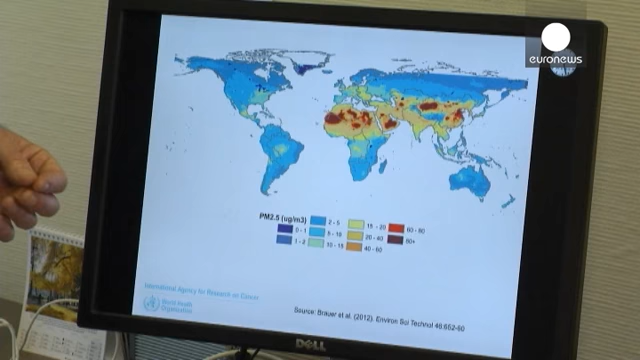 euronews
PM2.5 (ug/m3)
0 - 1
1 - 2
2 - 5
5 - 10
10 - 15
15 - 20
20 - 40
40 - 60
60 - 80
80+
International Agency for Research on Cancer
World Health
Organization
Source: Brauer et al. (2012). Environ Sci Technol 46:652-60
DELL